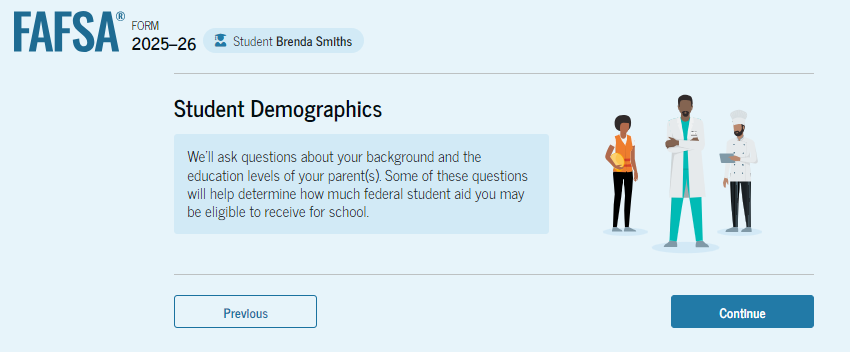 FAFSA®
FORM
2025–26
Student Brenda Smiths
Student Demographics
We'll ask questions about your background and the
education levels of your parent(s). Some of these questions
will help determine how much federal student aid you may
be eligible to receive for school.
Previous
Continue